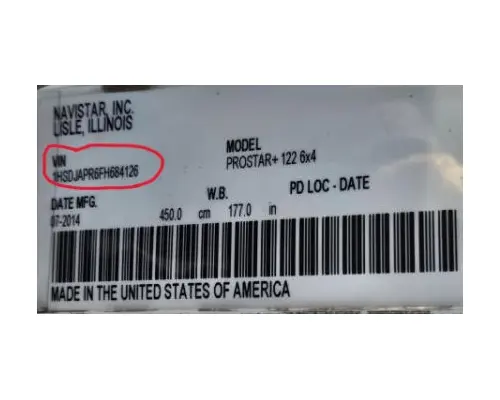 NAVISTAR, INC.
LISLE, ILLINOIS
VIN
1HSDJAPR6FH684126
MODEL
PROSTAR+ 122 6x4
DATE MFG.
07-2014
W.B.
450.0 cm 177.0 in
PD LOC - DATE
MADE IN THE UNITED STATES OF AMERICA